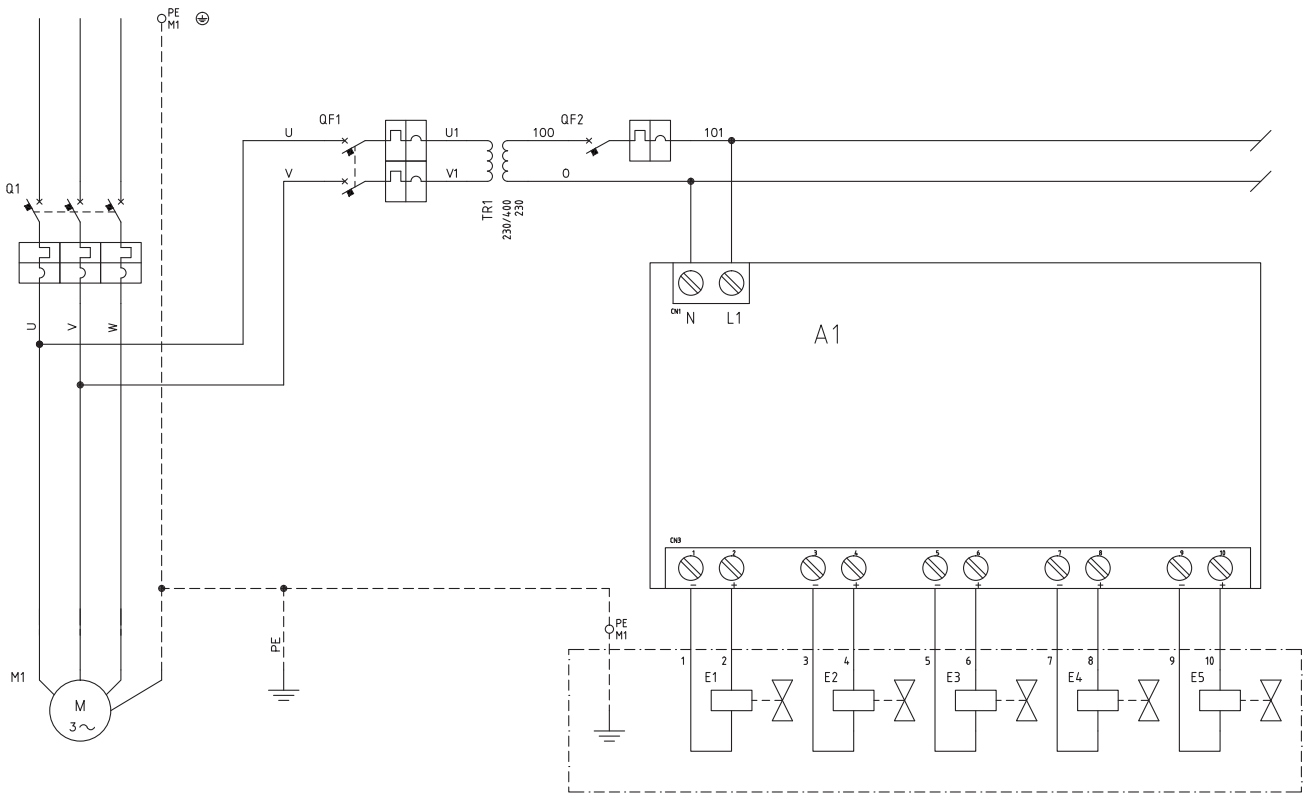 PE
M1
QF1
QF2
U
U1
100
101
V
V1
0
Q1
TR1
230/400
230
CN1
N
L1
A1
U
V
W
CN3
1 2 3 4 5 6 7 8 9 10
- + - + - + - + - +
PE
M1
PE
1 2 3 4 5 6 7 8 9 10
M1
E1 E2 E3 E4 E5
M
3~